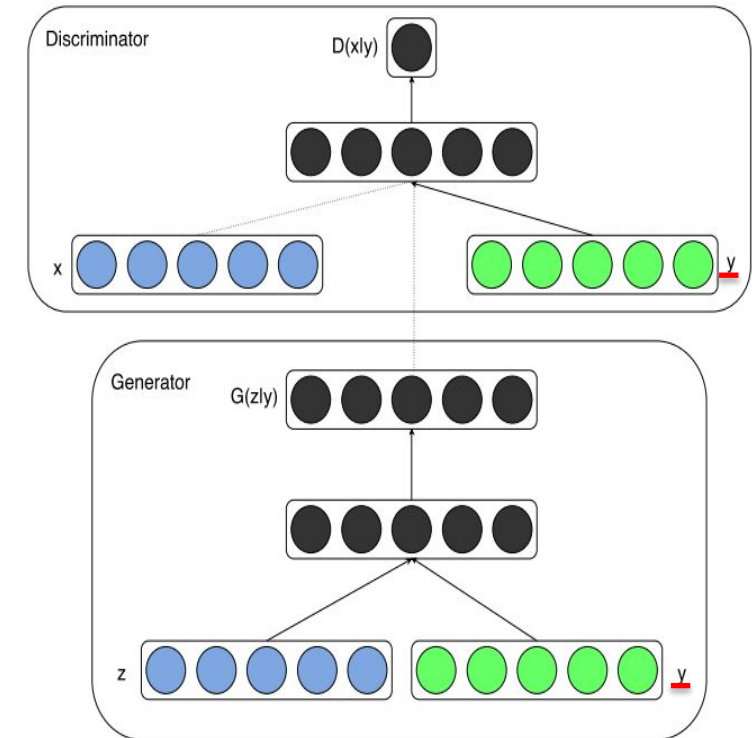 Discriminator
D(x|y)
x
y
Generator
G(z|y)
z
y